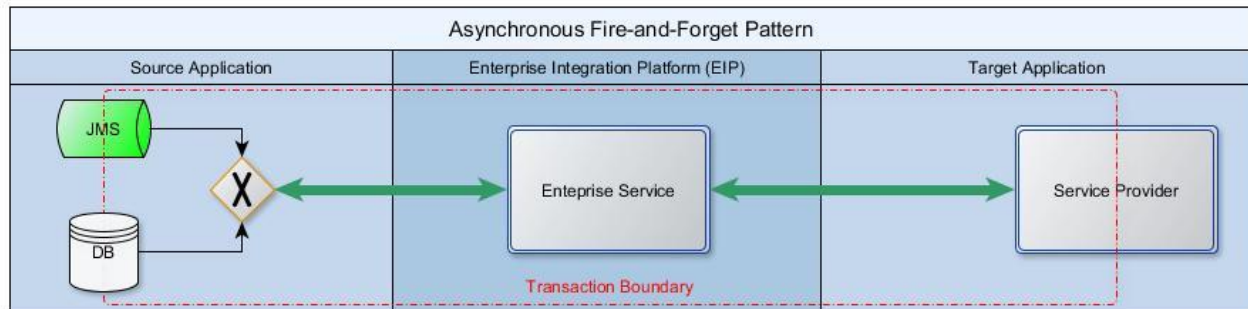 Asynchronous Fire-and-Forget Pattern
Source Application
Enterprise Integration Platform (EIP)
Target Application
JMS
X
Enteprise Service
Service Provider
DB
Transaction Boundary